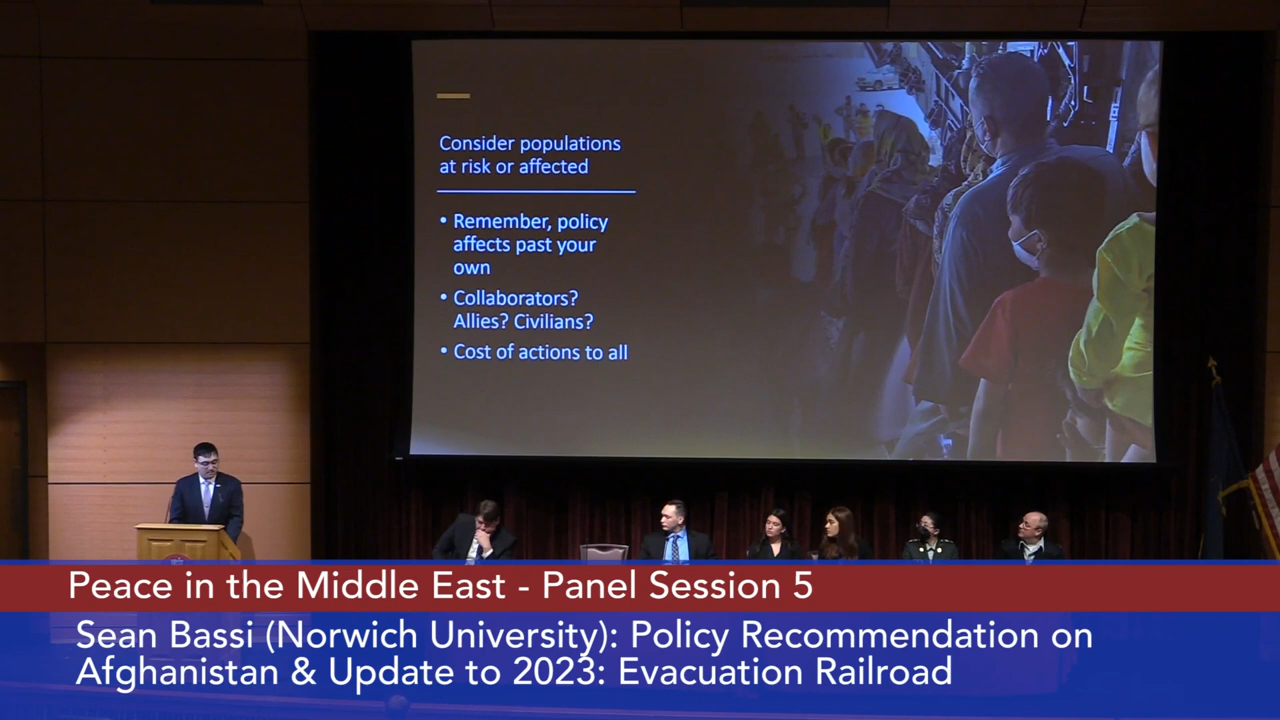 Consider populations
at risk or affected
• Remember, policy
affects past your
own
• Collaborators?
Allies? Civilians?
• Cost of actions to all
Peace in the Middle East - Panel Session 5
Sean Bassi (Norwich University): Policy Recommendation on
Afghanistan & Update to 2023: Evacuation Railroad